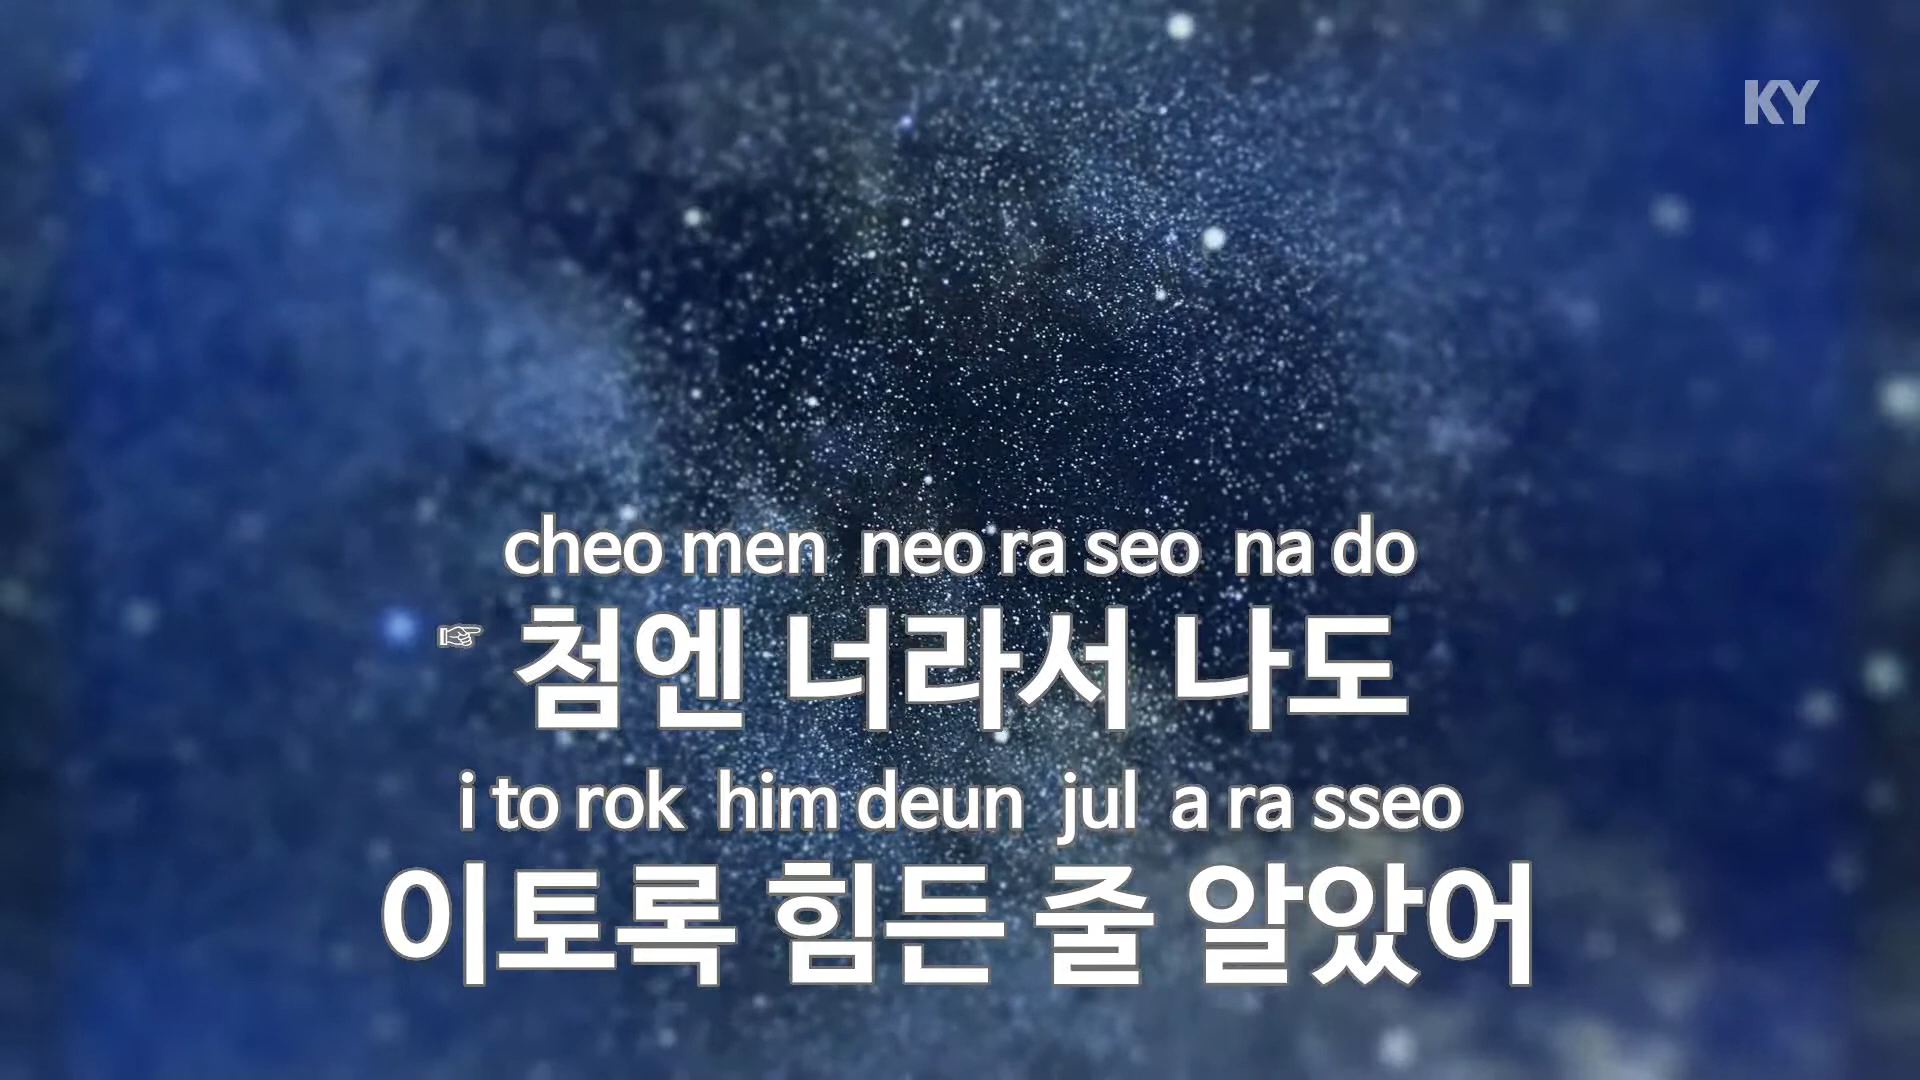 KY
cheo men neo ra seo na do
☞ 첨엔 너라서 나도
i to rok him deun jul a ra sseo
이토록 힘든 줄 알았어